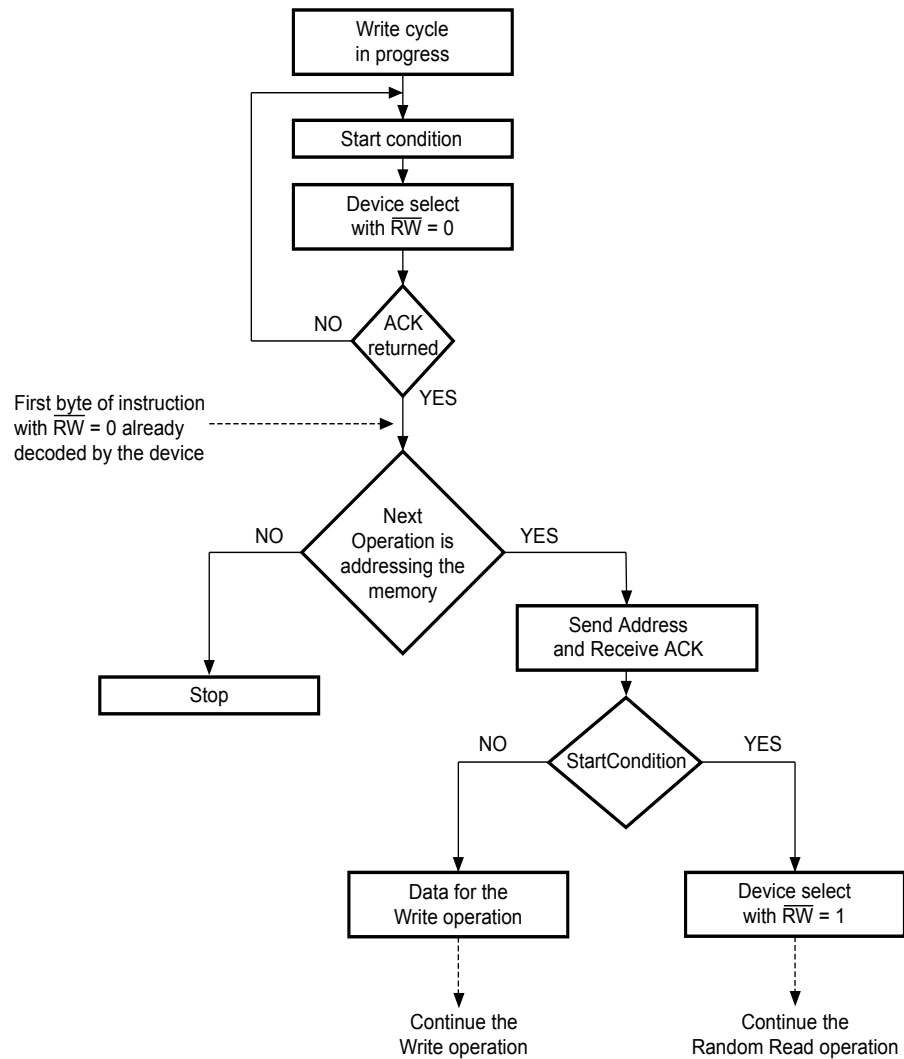 Write cycle
in progress
Start condition
Device select
with R̅W̅ = 0
NO
ACK
returned
YES
First byte of instruction
with R̅W̅ = 0 already
decoded by the device
NO
Next
Operation is
addressing the
memory
YES
Send Address
and Receive ACK
Stop
NO
StartCondition
YES
Data for the
Write operation
Device select
with R̅W̅ = 1
Continue the
Write operation
Continue the
Random Read operation